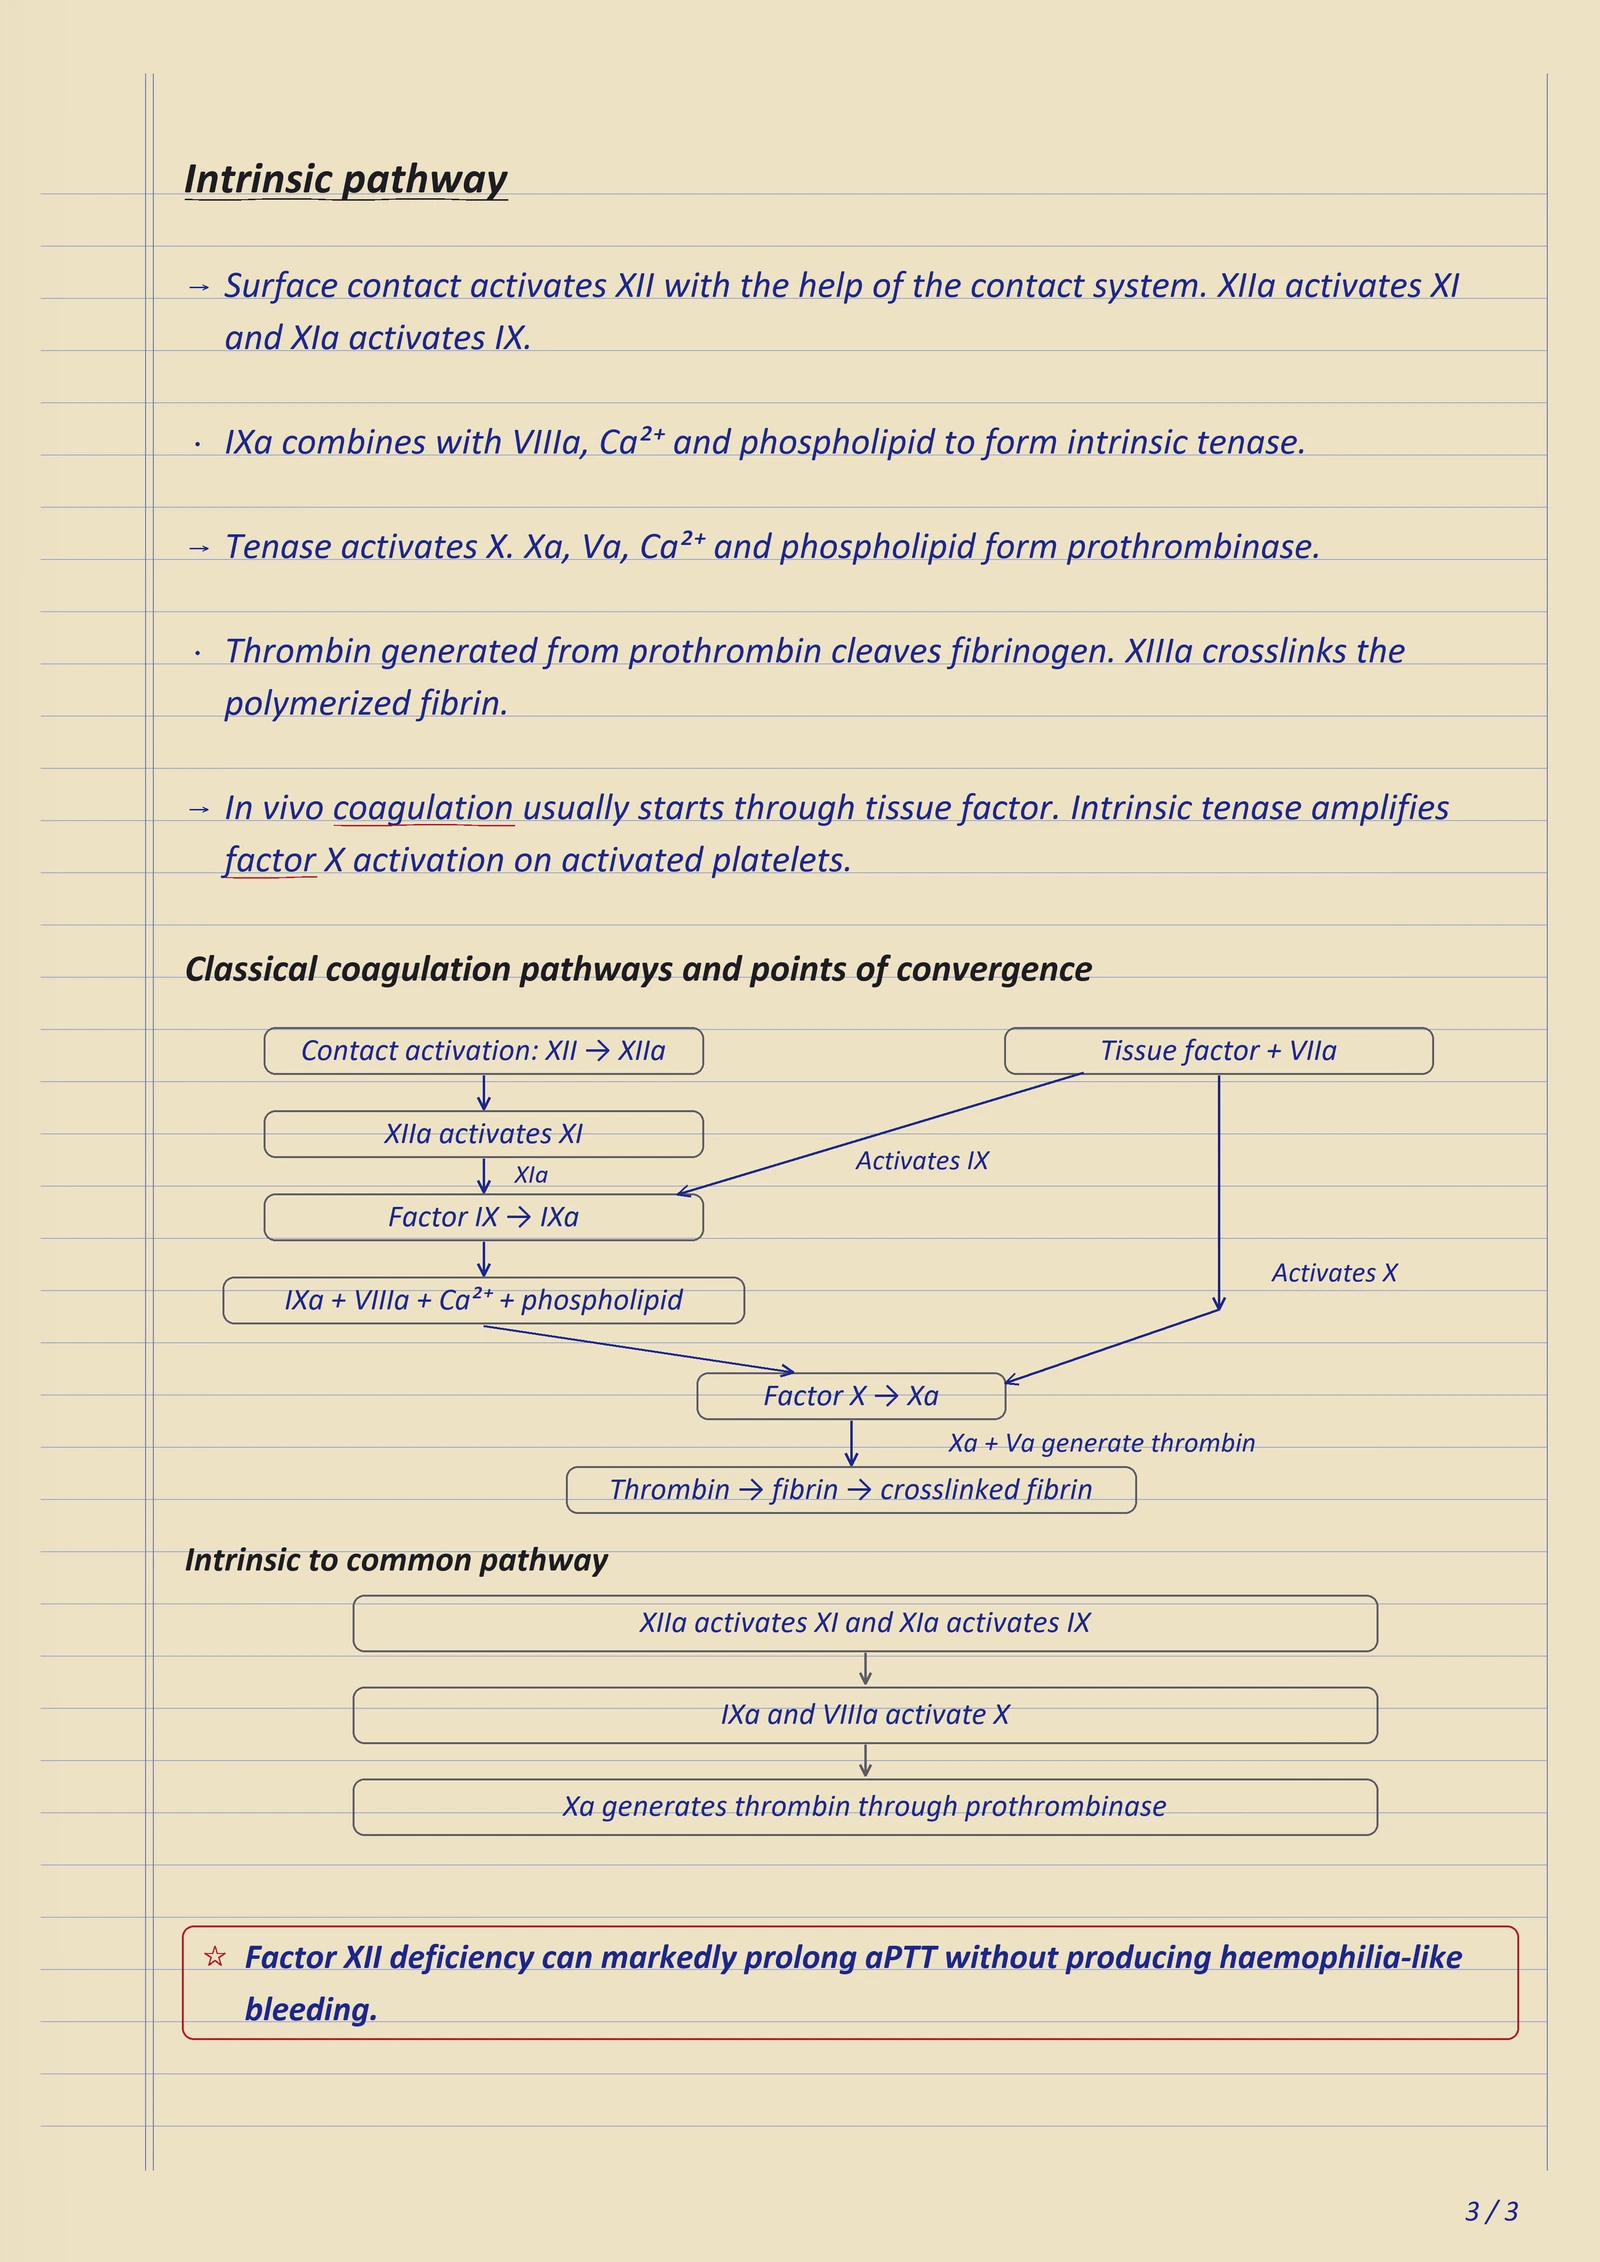 Intrinsic pathway
→ Surface contact activates XII with the help of the contact system. XIIa activates XI
and XIa activates IX.
· IXa combines with VIIIa, Ca²⁺ and phospholipid to form intrinsic tenase.
→ Tenase activates X. Xa, Va, Ca²⁺ and phospholipid form prothrombinase.
· Thrombin generated from prothrombin cleaves fibrinogen. XIIIa crosslinks the
polymerized fibrin.
→ In vivo coagulation usually starts through tissue factor. Intrinsic tenase amplifies
factor X activation on activated platelets.
Classical coagulation pathways and points of convergence
Contact activation: XII → XIIa
Tissue factor + VIIa
XIIa activates XI
Activates IX
XIa
Factor IX → IXa
Activates X
IXa + VIIIa + Ca²⁺ + phospholipid
Factor X → Xa
Xa + Va generate thrombin
Thrombin → fibrin → crosslinked fibrin
Intrinsic to common pathway
XIIa activates XI and XIa activates IX
IXa and VIIIa activate X
Xa generates thrombin through prothrombinase
☆ Factor XII deficiency can markedly prolong aPTT without producing haemophilia-like
bleeding.
3 / 3